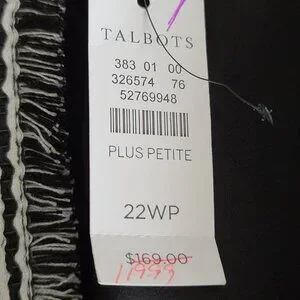 TALBOTS
383 01 00
326574 76
52769948
PLUS PETITE
22WP
$169.00